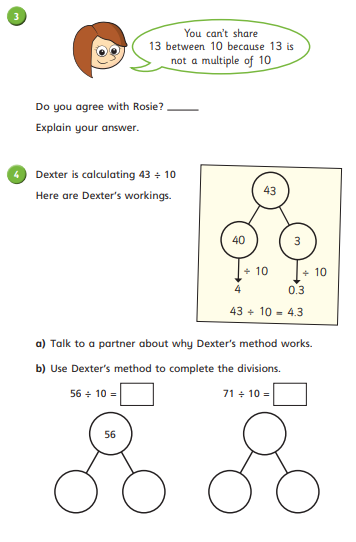 3
You can't share
13 between 10 because 13 is
not a multiple of 10
Do you agree with Rosie? _____
Explain your answer.
4
Dexter is calculating 43 ÷ 10
Here are Dexter's workings.
43
40
3
÷ 10
÷ 10
4
0.3
43 ÷ 10 = 4.3
a) Talk to a partner about why Dexter's method works.
b) Use Dexter's method to complete the divisions.
56 ÷ 10 =
71 ÷ 10 =
56